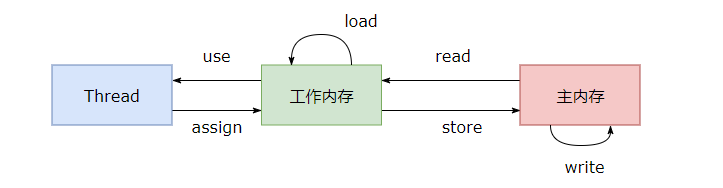 load
use
read
Thread
工作内存
主内存
assign
store
write